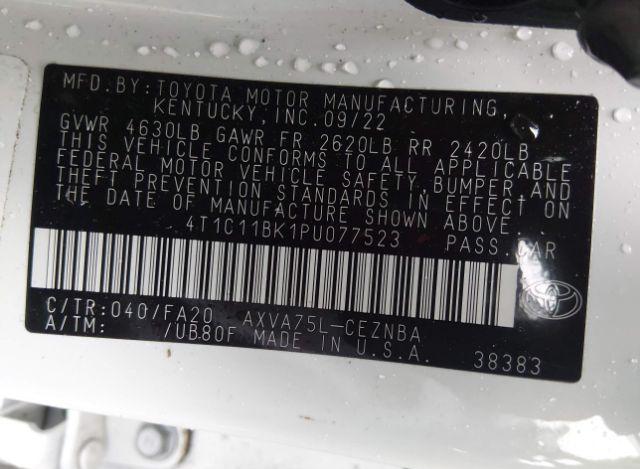 MFD. BY: TOYOTA MOTOR MANUFACTURING,
KENTUCKY, INC. 09/22
GVWR 4630LB GAWR FR 2620LB RR 2420LB
THIS VEHICLE CONFORMS TO ALL APPLICABLE
FEDERAL MOTOR VEHICLE SAFETY, BUMPER AND
THEFT PREVENTION STANDARDS IN EFFECT ON
THE DATE OF MANUFACTURE SHOWN ABOVE.
4T1C11BK1PU077523 PASS. CAR
C/TR: 040/FA20 AXVA75L-CEZNBA
A/TM: /UB80F MADE IN U.S.A.
38383